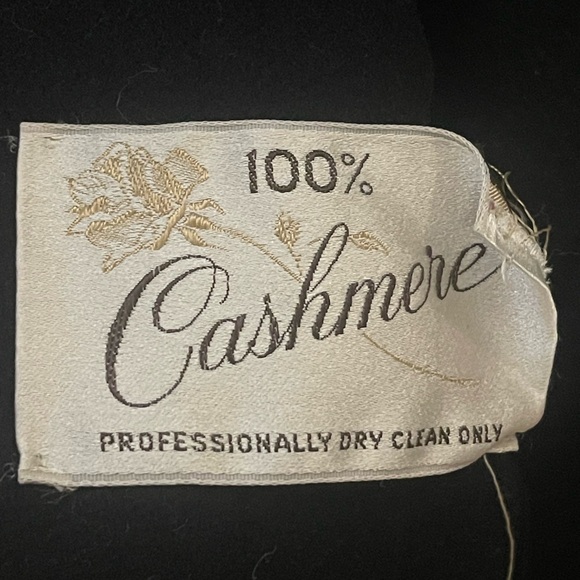 100%
Cashmere
PROFESSIONALLY DRY CLEAN ONLY